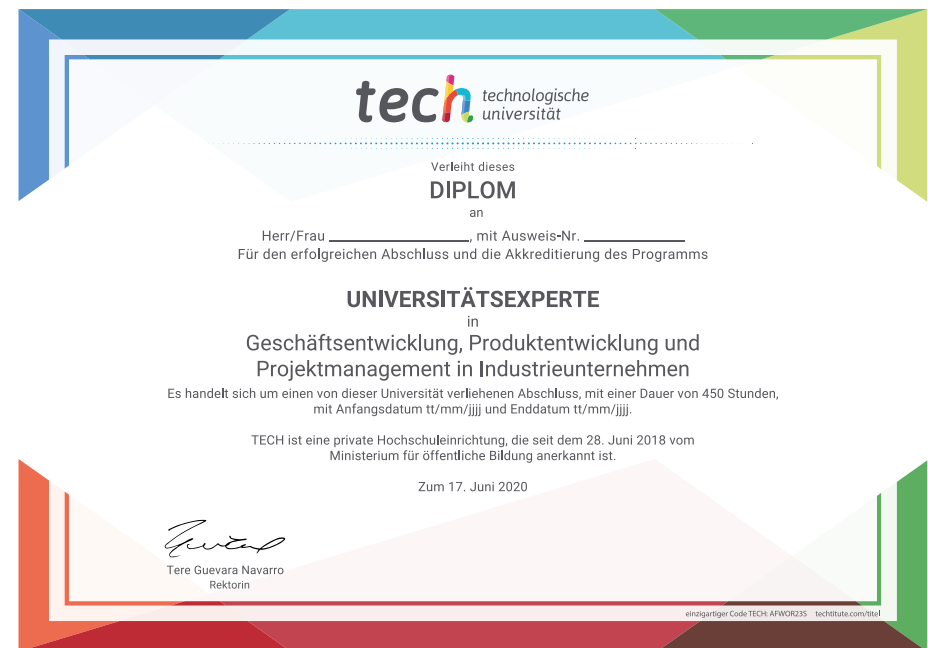 tech technologische
universität
Verleiht dieses
DIPLOM
an
Herr/Frau ____________________, mit Ausweis-Nr. ______________
Für den erfolgreichen Abschluss und die Akkreditierung des Programms
UNIVERSITÄTSEXPERTE
in
Geschäftsentwicklung, Produktentwicklung und
Projektmanagement in Industrieunternehmen
Es handelt sich um einen von dieser Universität verliehenen Abschluss, mit einer Dauer von 450 Stunden,
mit Anfangsdatum tt/mm/jjjj und Enddatum tt/mm/jjjj.
TECH ist eine private Hochschuleinrichtung, die seit dem 28. Juni 2018 vom
Ministerium für öffentliche Bildung anerkannt ist.
Zum 17. Juni 2020
Tere Guevara Navarro
Rektorin
einzigartiger Code TECH: AFWOR23S techtitute.com/titel